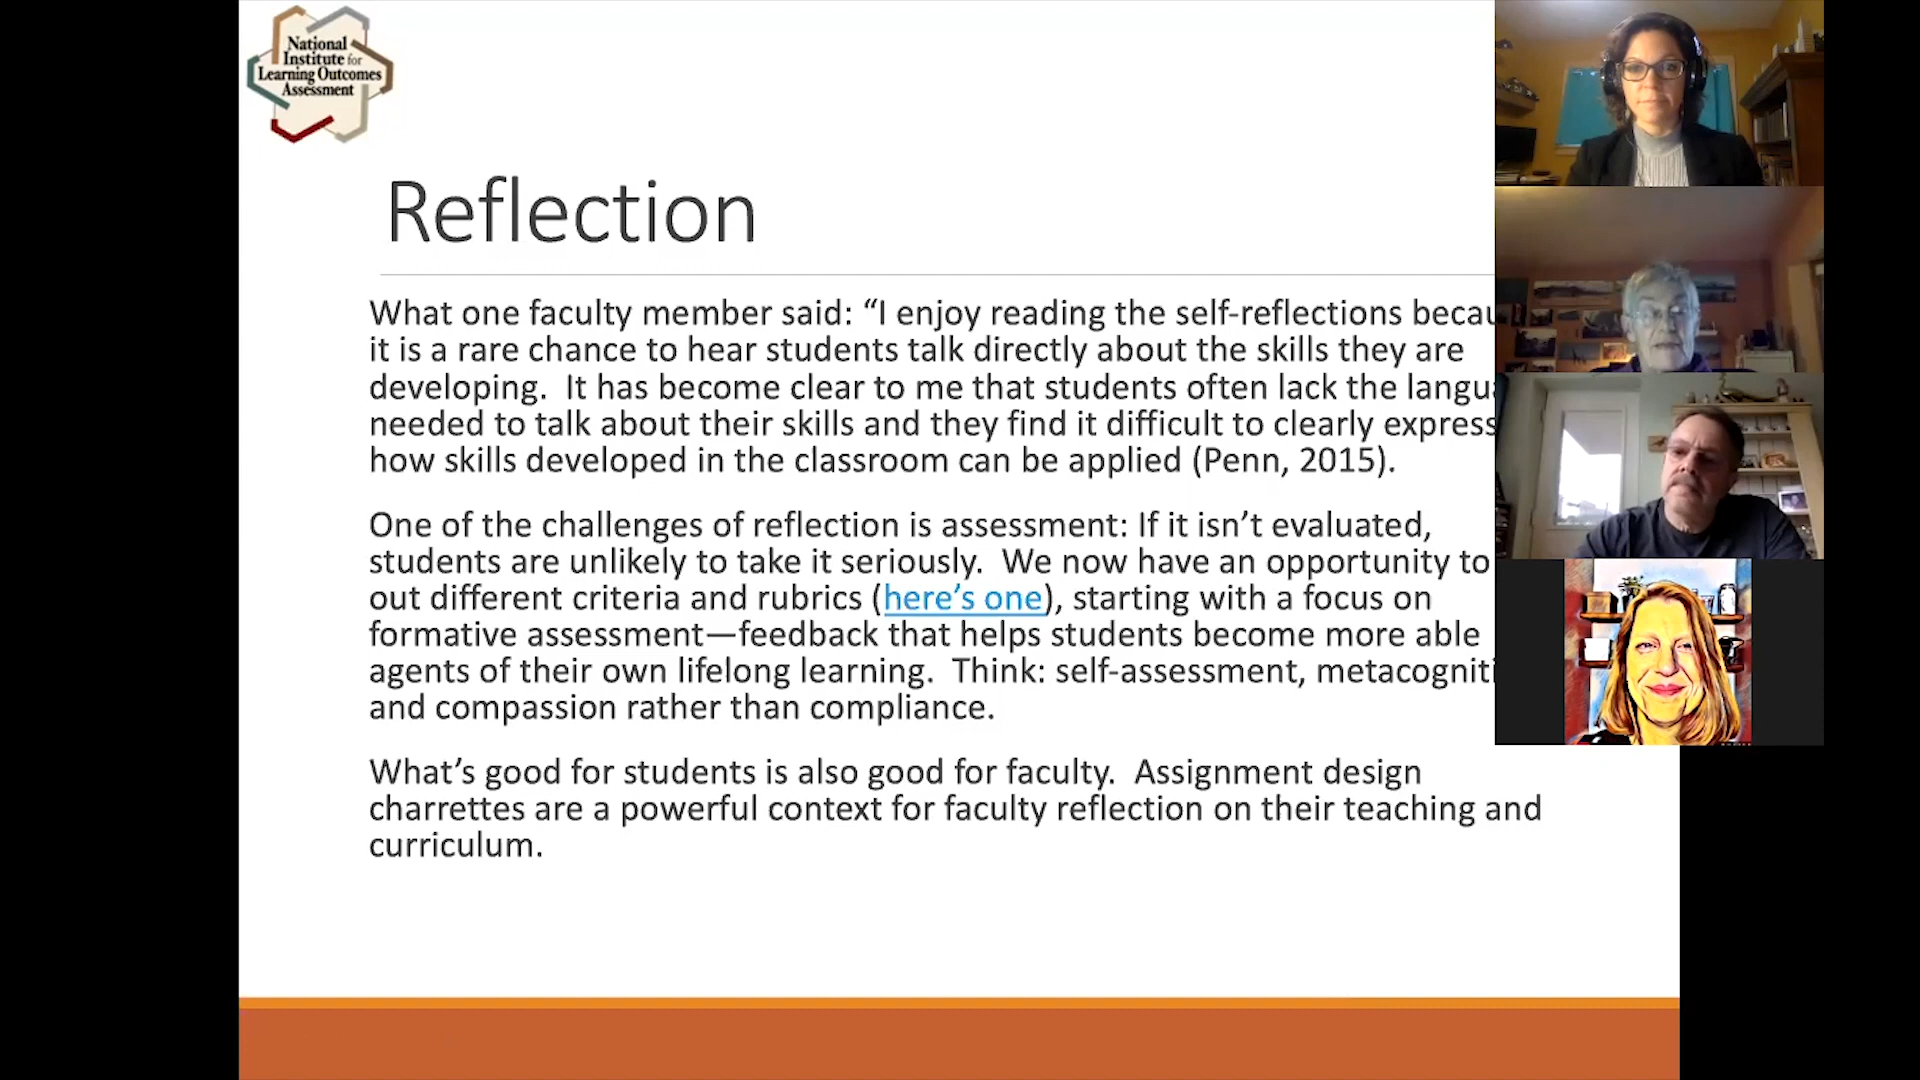 National
Institute for
Learning Outcomes
Assessment
Reflection
What one faculty member said: “I enjoy reading the self-reflections becau
it is a rare chance to hear students talk directly about the skills they are
developing. It has become clear to me that students often lack the langua
needed to talk about their skills and they find it difficult to clearly express
how skills developed in the classroom can be applied (Penn, 2015).
One of the challenges of reflection is assessment: If it isn’t evaluated,
students are unlikely to take it seriously. We now have an opportunity to
out different criteria and rubrics (here’s one), starting with a focus on
formative assessment—feedback that helps students become more able
agents of their own lifelong learning. Think: self-assessment, metacogniti
and compassion rather than compliance.
What’s good for students is also good for faculty. Assignment design
charrettes are a powerful context for faculty reflection on their teaching and
curriculum.